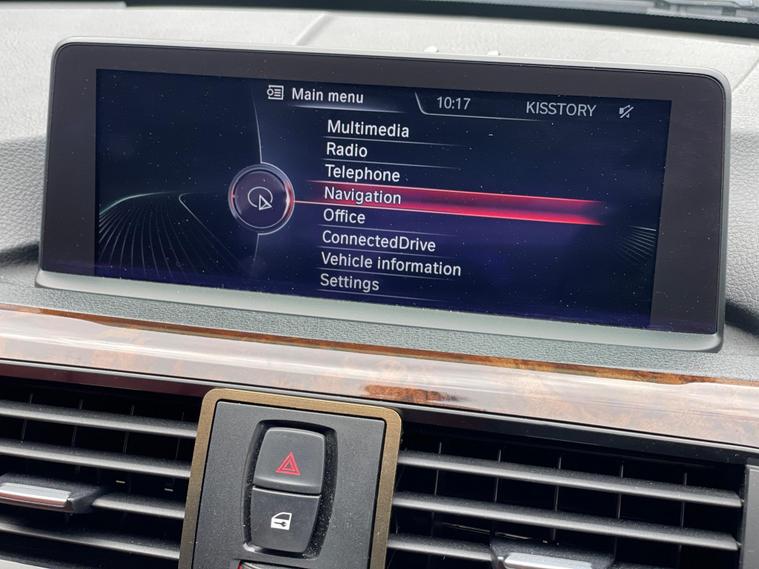 Main menu
10:17
KISSTORY
Multimedia
Radio
Telephone
Navigation
Office
ConnectedDrive
Vehicle information
Settings